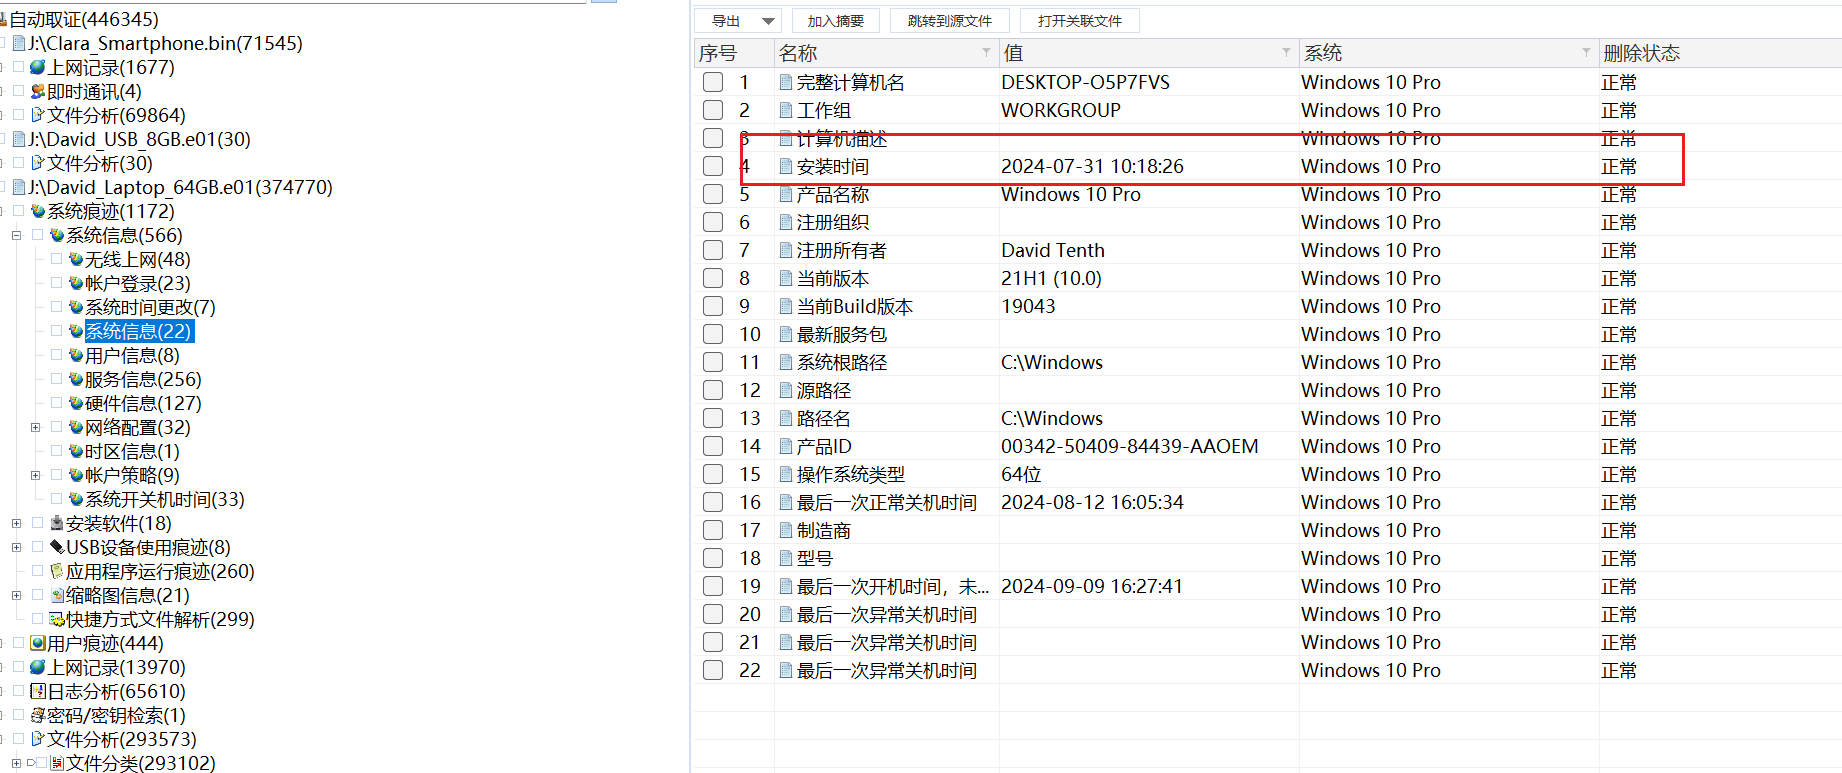 自动取证(446345)
J:\Clara_Smartphone.bin(71545)
上网记录(1677)
即时通讯(4)
文件分析(69864)
J:\David_USB_8GB.e01(30)
文件分析(30)
J:\David_Laptop_64GB.e01(374770)
系统痕迹(1172)
系统信息(566)
无线上网(48)
帐户登录(23)
系统时间更改(7)
系统信息(22)
用户信息(8)
服务信息(256)
硬件信息(127)
网络配置(32)
时区信息(1)
帐户策略(9)
系统开关机时间(33)
安装软件(18)
USB设备使用痕迹(8)
应用程序运行痕迹(260)
缩略图信息(21)
快捷方式文件解析(299)
用户痕迹(444)
上网记录(13970)
日志分析(65610)
密码/密钥检索(1)
文件分析(293573)
文件分类(293102)
导出 加入摘要 跳转到源文件 打开关联文件
序号 名称 值 系统 删除状态
1 完整计算机名 DESKTOP-O5P7FVS Windows 10 Pro 正常
2 工作组 WORKGROUP Windows 10 Pro 正常
3 计算机描述 Windows 10 Pro 正常
4 安装时间 2024-07-31 10:18:26 Windows 10 Pro 正常
5 产品名称 Windows 10 Pro Windows 10 Pro 正常
6 注册组织 Windows 10 Pro 正常
7 注册所有者 David Tenth Windows 10 Pro 正常
8 当前版本 21H1 (10.0) Windows 10 Pro 正常
9 当前Build版本 19043 Windows 10 Pro 正常
10 最新服务包 Windows 10 Pro 正常
11 系统根路径 C:\Windows Windows 10 Pro 正常
12 源路径 Windows 10 Pro 正常
13 路径名 C:\Windows Windows 10 Pro 正常
14 产品ID 00342-50409-84439-AAOEM Windows 10 Pro 正常
15 操作系统类型 64位 Windows 10 Pro 正常
16 最后一次正常关机时间 2024-08-12 16:05:34 Windows 10 Pro 正常
17 制造商 Windows 10 Pro 正常
18 型号 Windows 10 Pro 正常
19 最后一次开机时间，未... 2024-09-09 16:27:41 Windows 10 Pro 正常
20 最后一次异常关机时间 Windows 10 Pro 正常
21 最后一次异常关机时间 Windows 10 Pro 正常
22 最后一次异常关机时间 Windows 10 Pro 正常